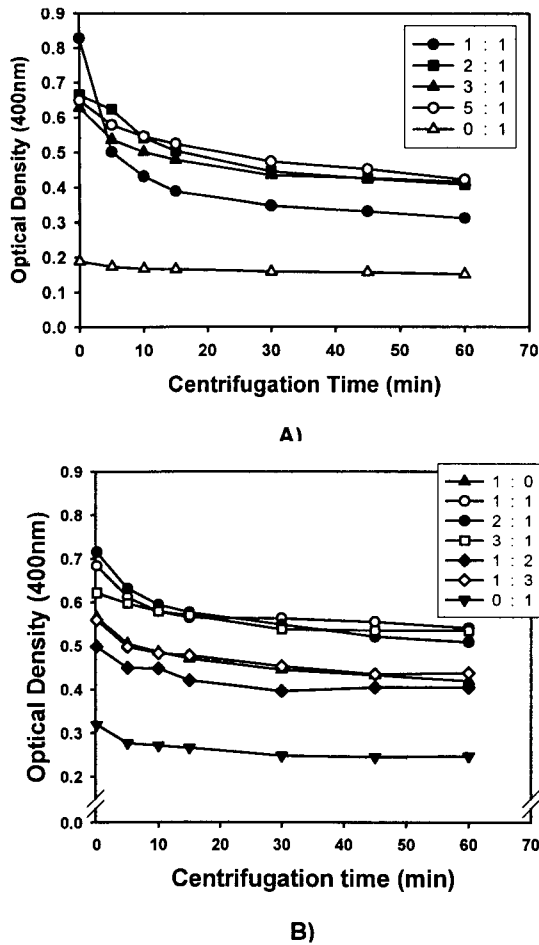 0.9
0.8
0.7
0.6
0.5
0.4
0.3
0.2
0.1
0.0
Optical Density (400nm)
1 : 1
2 : 1
3 : 1
5 : 1
0 : 1
0 10 20 30 40 50 60 70
Centrifugation Time (min)
A)
0.9
0.8
0.7
0.6
0.5
0.4
0.3
0.2
0.0
Optical Density (400nm)
1 : 0
1 : 1
2 : 1
3 : 1
1 : 2
1 : 3
0 : 1
0 10 20 30 40 50 60 70
Centrifugation time (min)
B)